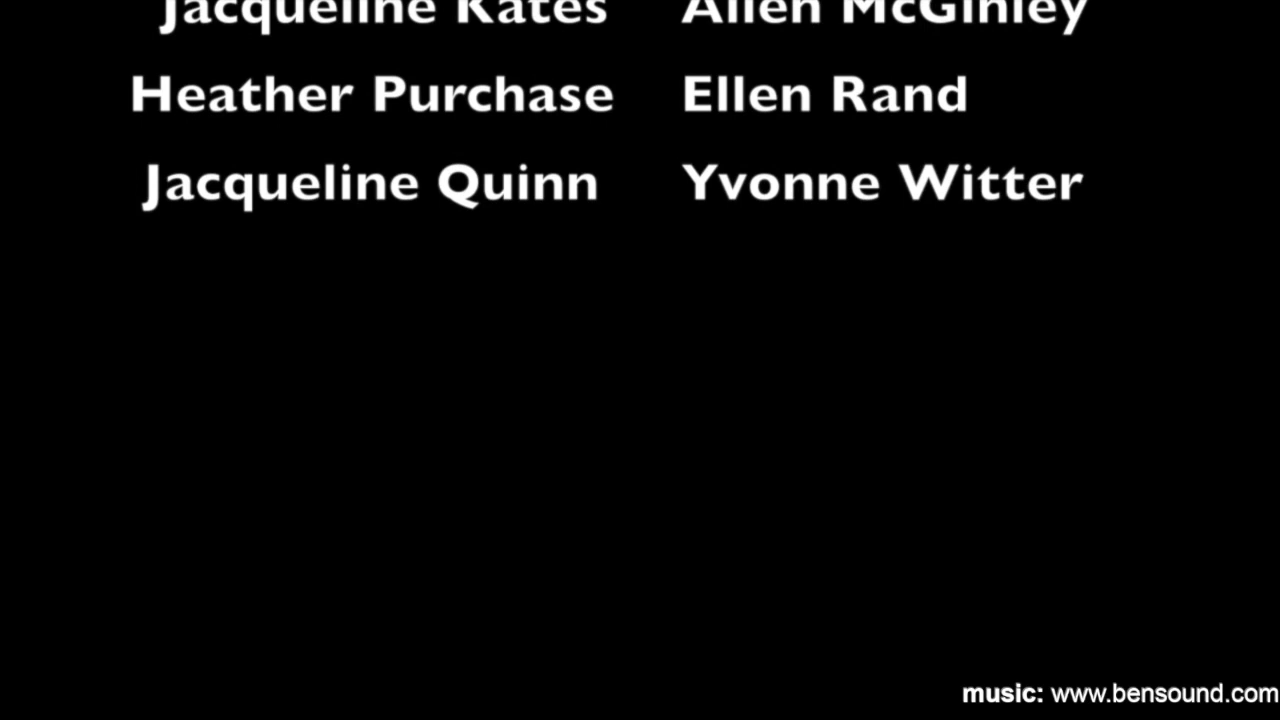 Jacqueline Kates Allen McGinley
Heather Purchase Ellen Rand
Jacqueline Quinn Yvonne Witter
music: www.bensound.com